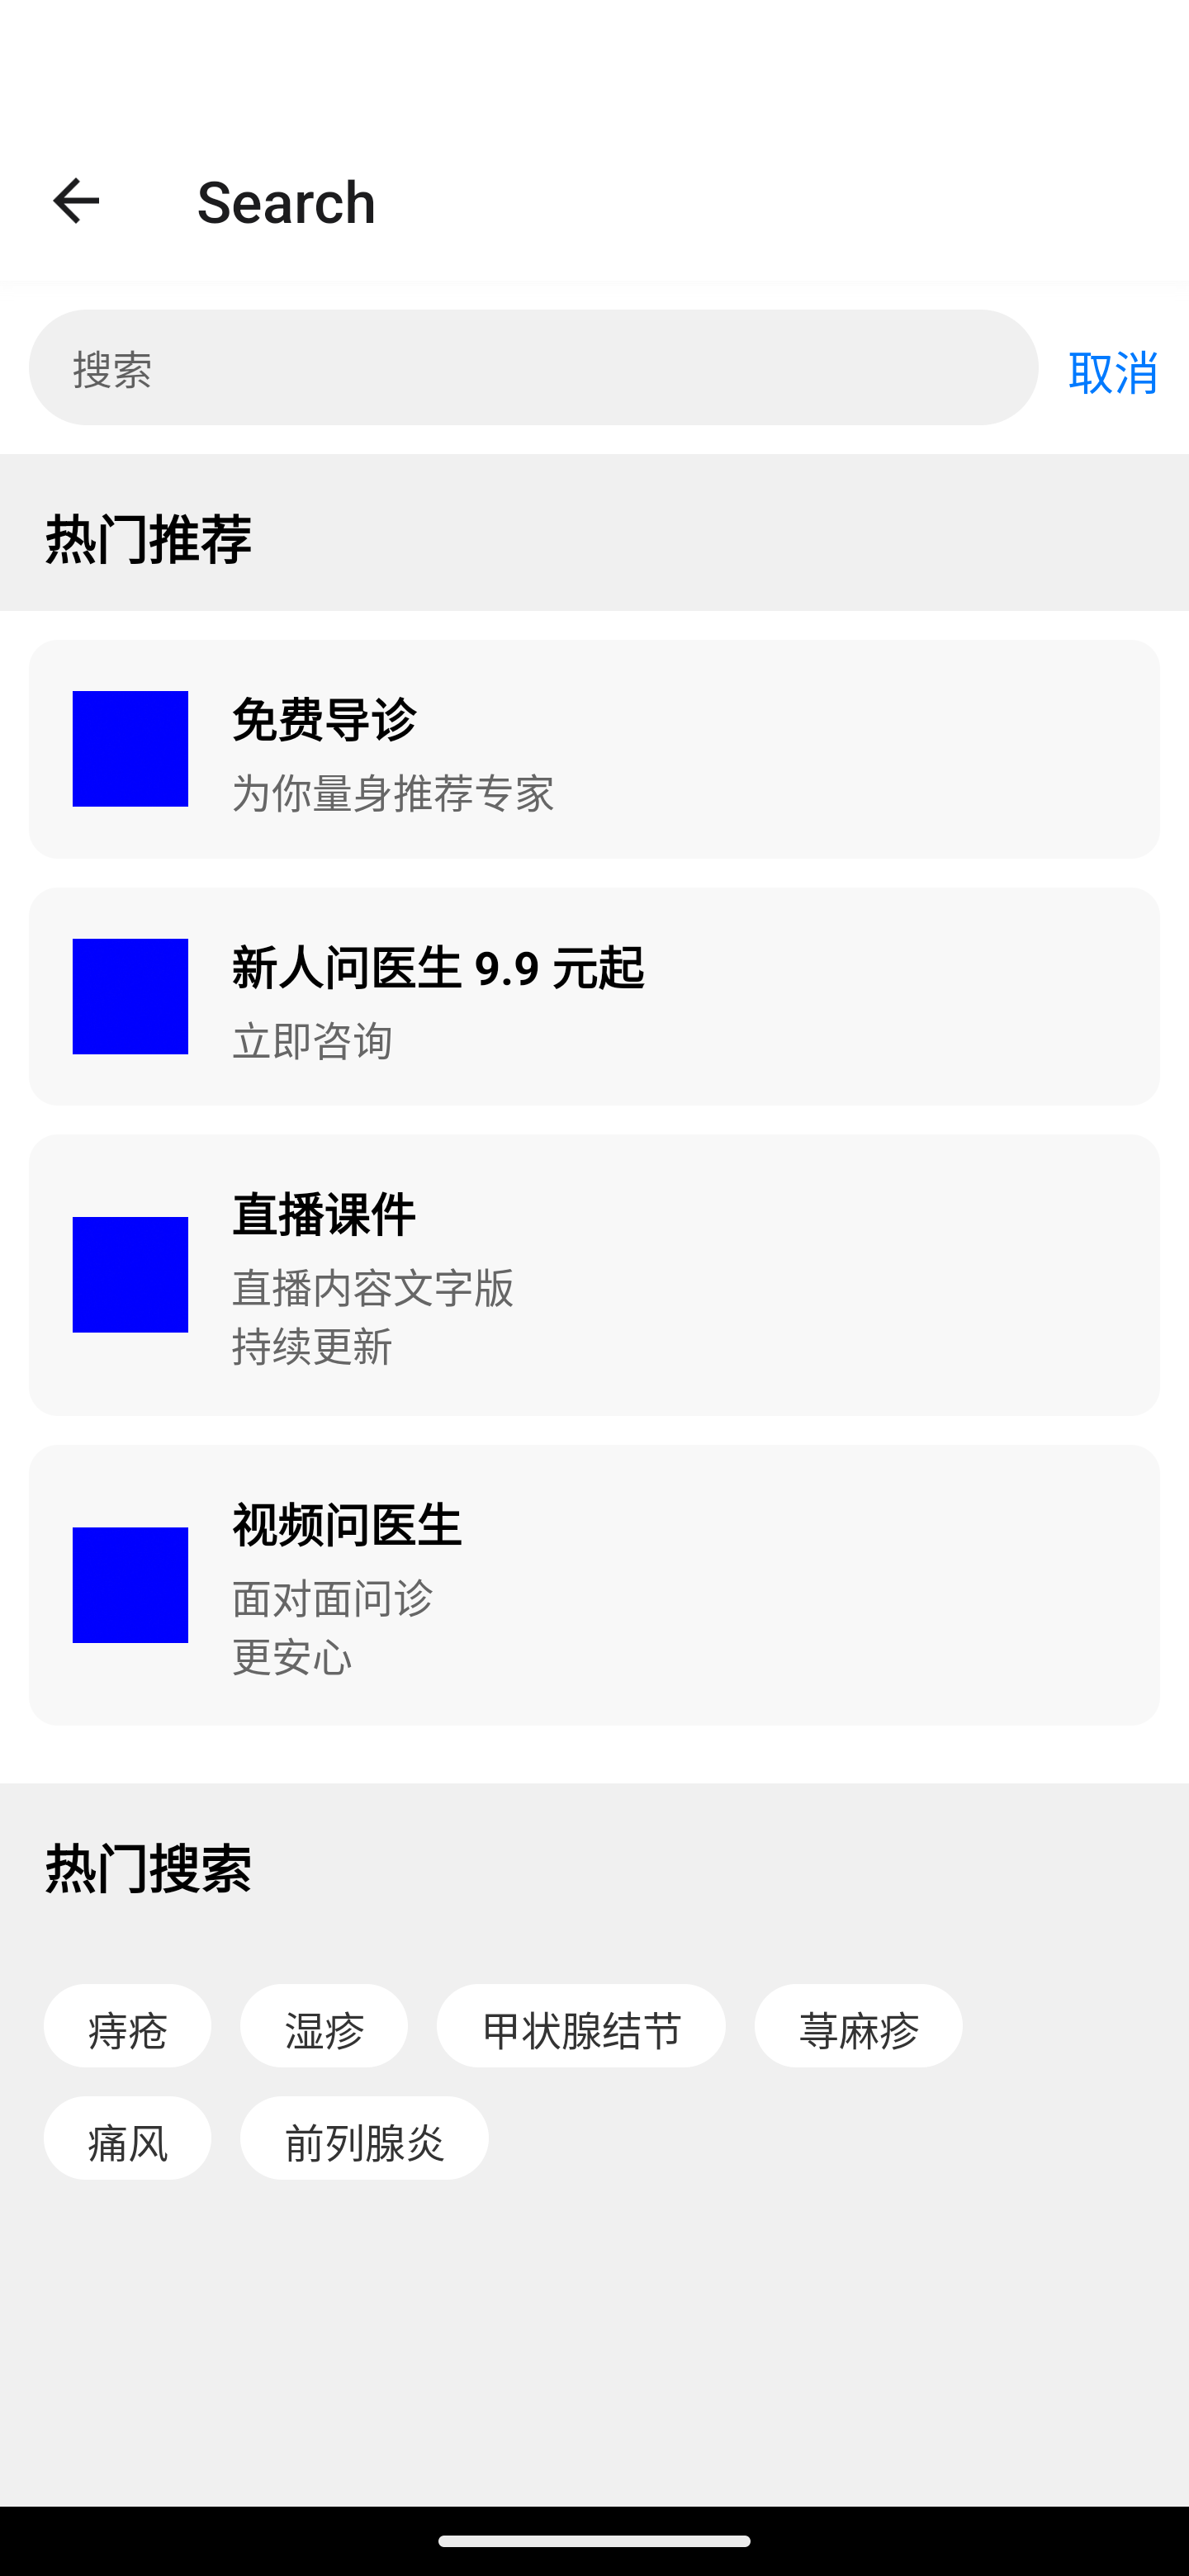 Search
搜索
取消
热门推荐
免费导诊
为你量身推荐专家
新人问医生 9.9 元起
立即咨询
直播课件
直播内容文字版
持续更新
视频问医生
面对面问诊
更安心
热门搜索
痔疮
湿疹
甲状腺结节
荨麻疹
痛风
前列腺炎